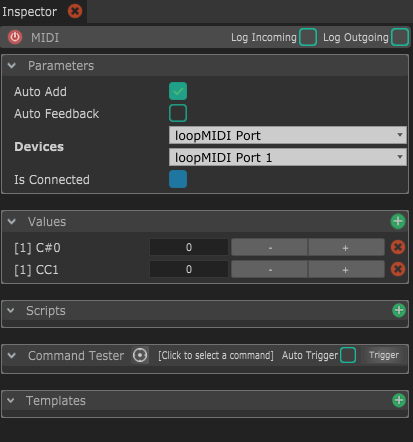 Inspector
MIDI Log Incoming Log Outgoing
Parameters
Auto Add
Auto Feedback
Devices
loopMIDI Port
loopMIDI Port 1
Is Connected
Values
[1] C#0 0 - +
[1] CC1 0 - +
Scripts
Command Tester [Click to select a command] Auto Trigger Trigger
Templates